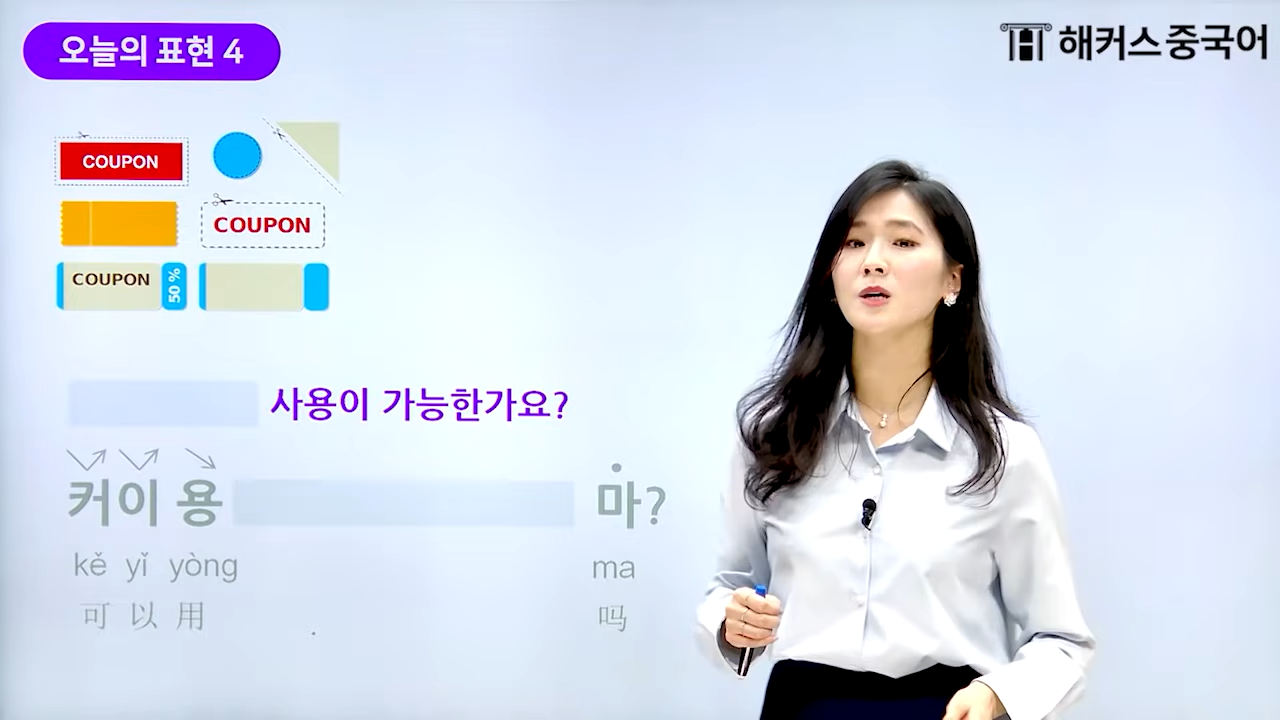 오늘의 표현 4
해커스중국어
COUPON
COUPON
COUPON 50 %
사용이 가능한가요?
커이 용 마?
kě yǐ yòng ma
可以用 吗